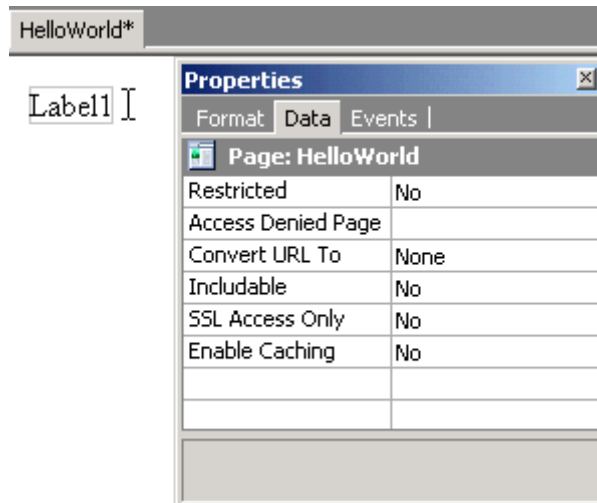 HelloWorld*
Label1
Properties
Format Data Events
Page: HelloWorld
Restricted No
Access Denied Page
Convert URL To None
Includable No
SSL Access Only No
Enable Caching No